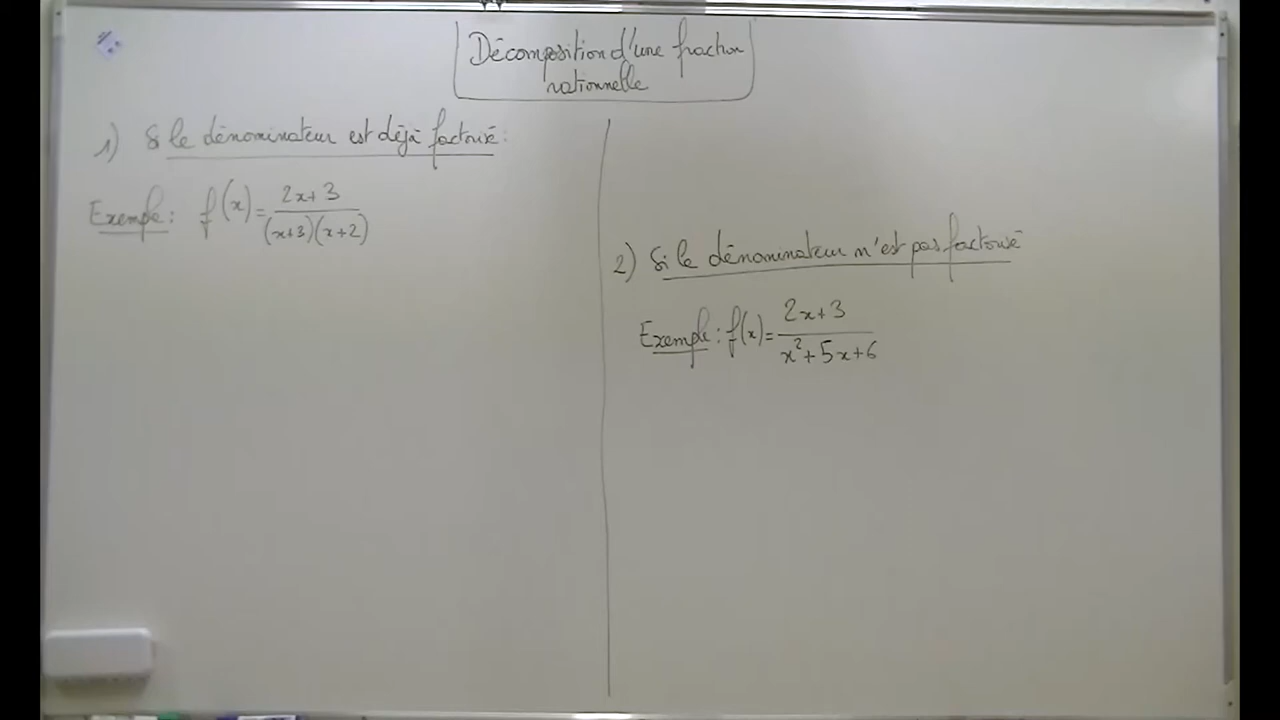 Décomposition d'une fraction
rationnelle
1) Si le dénominateur est déjà factorisé:
Exemple: f(x)=(2x+3)/((x+3)(x+2))
2) Si le dénominateur n'est pas factorisé
Exemple: f(x)=(2x+3)/(x²+5x+6)